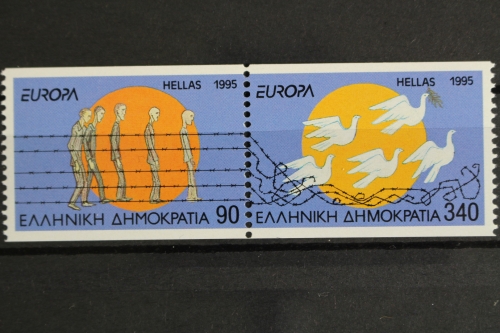 EUROPA HELLAS 1995
ΕΛΛΗΝΙΚΗ ΔΗΜΟΚΡΑΤΙΑ 90
EUROPA HELLAS 1995
ΕΛΛΗΝΙΚΗ ΔΗΜΟΚΡΑΤΙΑ 340